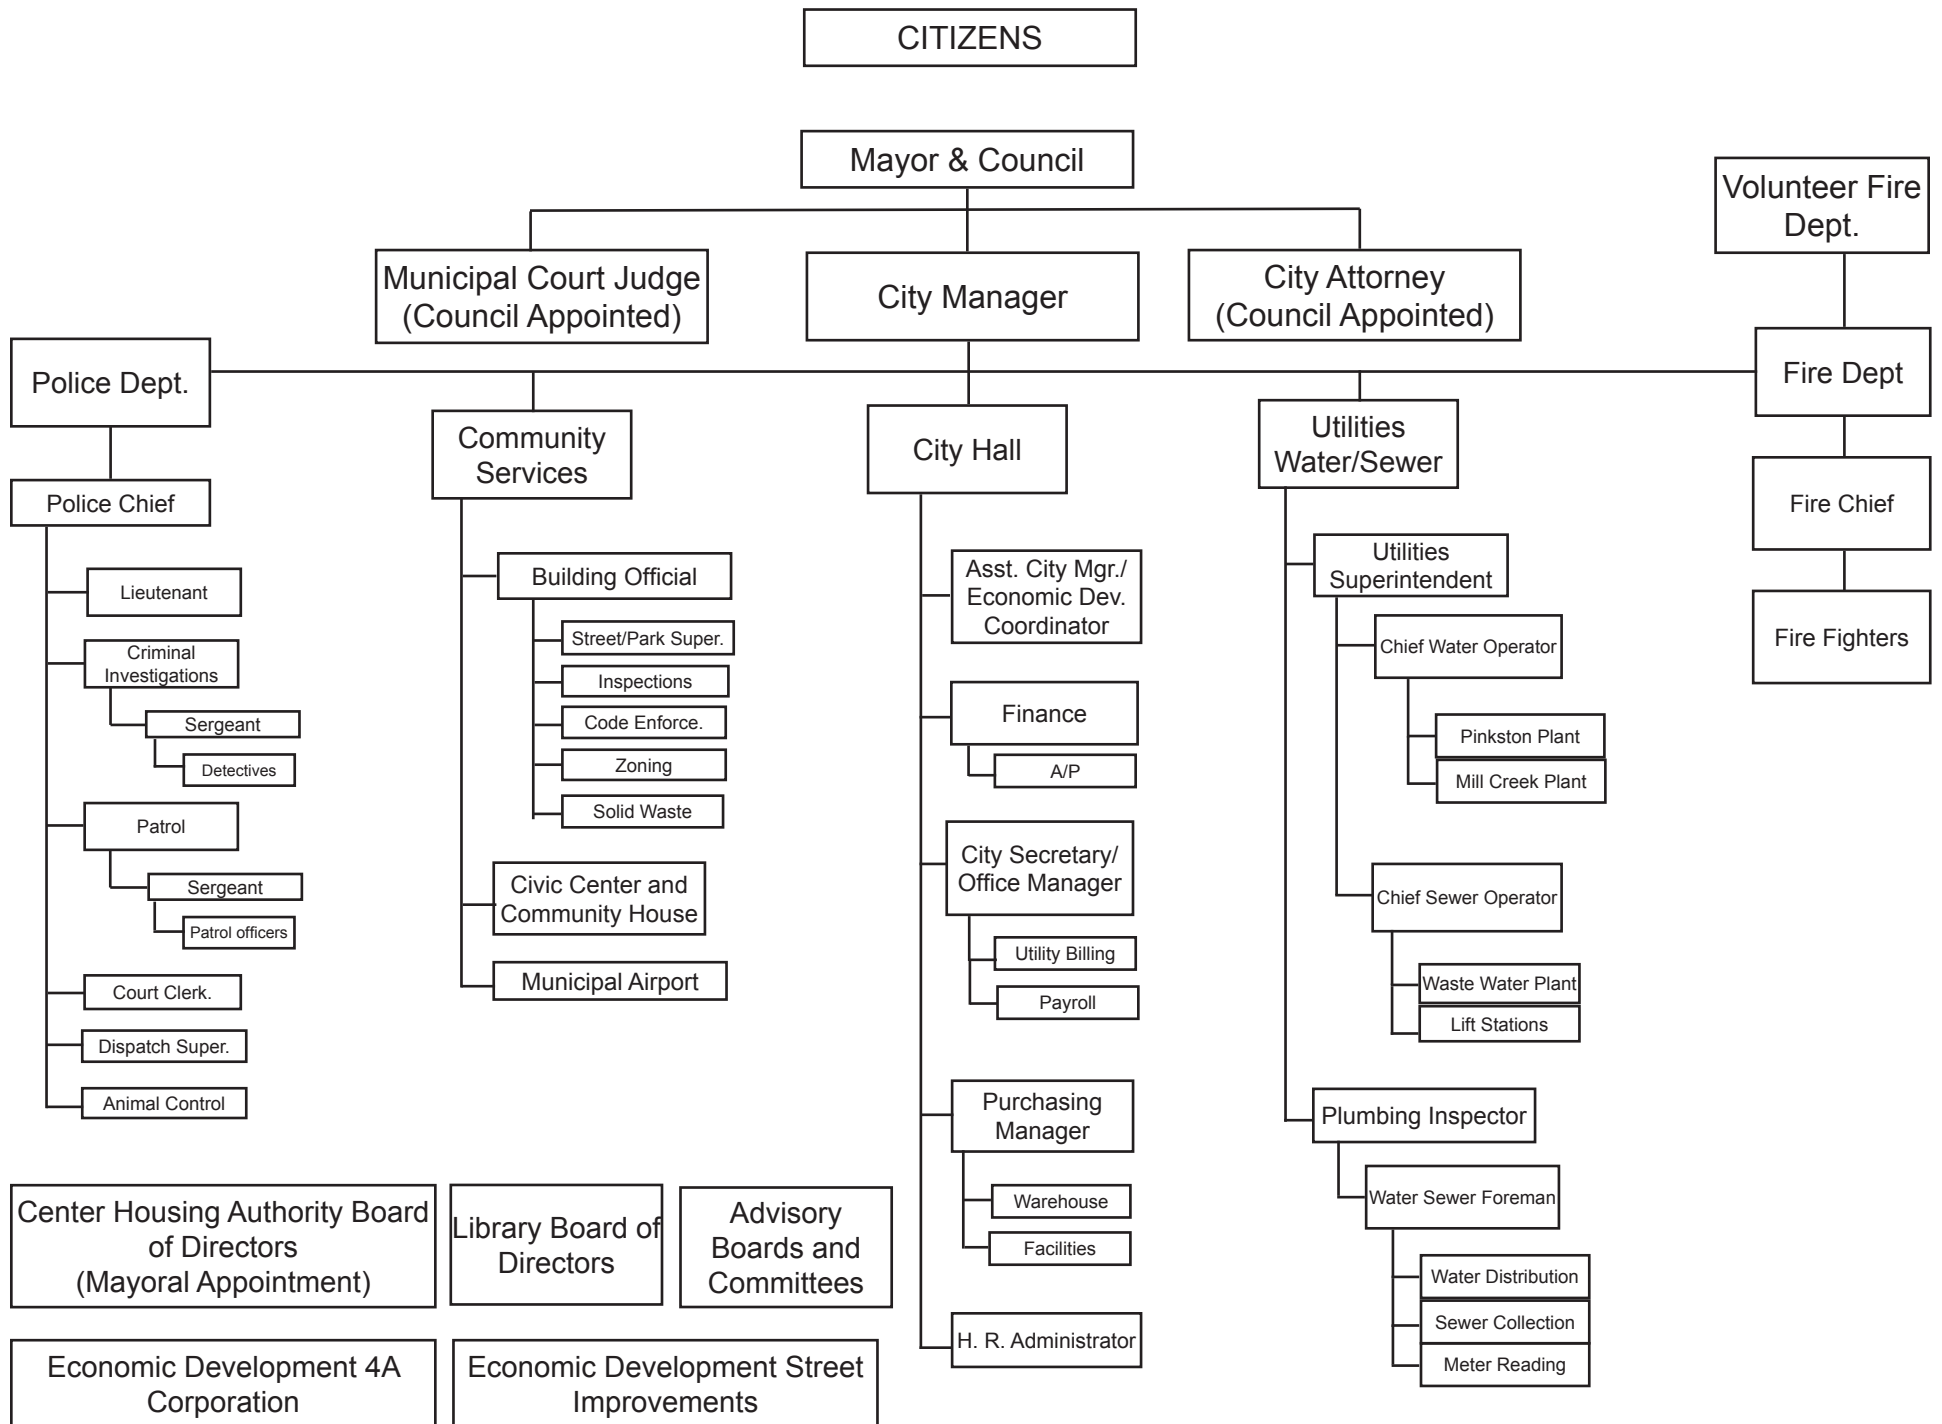 CITIZENS
Mayor & Council
Volunteer Fire
Dept.
Municipal Court Judge
(Council Appointed)
City Manager
City Attorney
(Council Appointed)
Police Dept.
Fire Dept
Community
Services
City Hall
Utilities
Water/Sewer
Police Chief
Lieutenant
Criminal
Investigations
Sergeant
Detectives
Patrol
Sergeant
Patrol officers
Court Clerk.
Dispatch Super.
Animal Control
Building Official
Street/Park Super.
Inspections
Code Enforce.
Zoning
Solid Waste
Civic Center and
Community House
Municipal Airport
Asst. City Mgr./
Economic Dev.
Coordinator
Finance
A/P
City Secretary/
Office Manager
Utility Billing
Payroll
Purchasing
Manager
Warehouse
Facilities
H. R. Administrator
Utilities
Superintendent
Chief Water Operator
Pinkston Plant
Mill Creek Plant
Chief Sewer Operator
Waste Water Plant
Lift Stations
Plumbing Inspector
Water Sewer Foreman
Water Distribution
Sewer Collection
Meter Reading
Fire Chief
Fire Fighters
Center Housing Authority Board
of Directors
(Mayoral Appointment)
Library Board of
Directors
Advisory
Boards and
Committees
Economic Development 4A
Corporation
Economic Development Street
Improvements